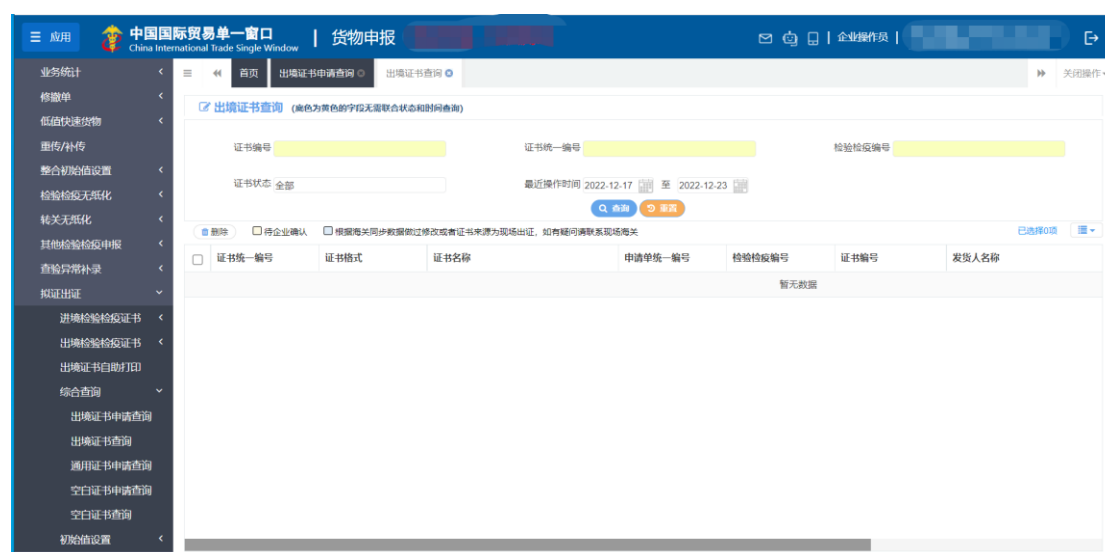 应用
中国国际贸易单一窗口
China International Trade Single Window
货物申报
企业操作员
业务统计
修撤单
低值快速货物
重传/补传
整合初始值设置
检验检疫无纸化
转关无纸化
其他检验检疫申报
查验异常补录
拟证出证
进境检验检疫证书
出境检验检疫证书
出境证书自助打印
综合查询
出境证书申请查询
出境证书查询
通用证书申请查询
空白证书申请查询
空白证书查询
初始值设置
首页 出境证书申请查询 出境证书查询 关闭操作
出境证书查询 (底色为黄色的字段无需联合状态和时间查询)
证书编号 证书统一编号 检验检疫编号
证书状态 全部 最近操作时间 2022-12-17 至 2022-12-23
查询 重置
删除 待企业确认 根据海关同步数据做过修改或者证书来源为现场出证，如有疑问请联系现场海关 已选择0项
证书统一编号 证书格式 证书名称 申请单统一编号 检验检疫编号 证书编号 发货人名称
暂无数据